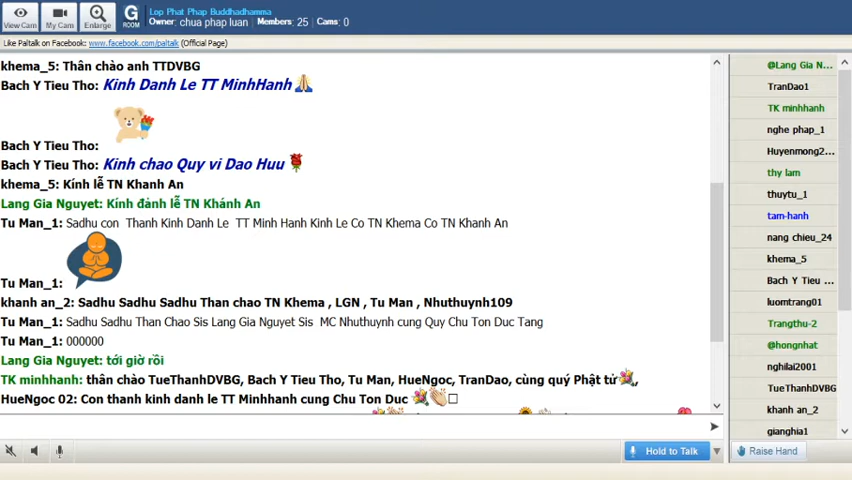 Lop Phat Phap Buddhadhamma
Owner: chua phap luan Members: 25 Cams: 0
View Cam My Cam Enlarge G ROOM
Like Paltalk on Facebook: www.facebook.com/paltalk (Official Page)
khema_5: Thân chào anh TTDVBG
Bach Y Tieu Tho: Kinh Danh Le TT MinhHanh
Bach Y Tieu Tho:
Bach Y Tieu Tho: Kinh chao Quy vi Dao Huu
khema_5: Kính lễ TN Khanh An
Lang Gia Nguyet: Kính đảnh lễ TN Khánh An
Tu Man_1: Sadhu con Thanh Kinh Danh Le TT Minh Hanh Kinh Le Co TN Khema Co TN Khanh An
Tu Man_1:
khanh an_2: Sadhu Sadhu Sadhu Than chao TN Khema , LGN , Tu Man , Nhuthuynh109
Tu Man_1: Sadhu Sadhu Than Chao Sis Lang Gia Nguyet Sis MC Nhuthuynh cung Quy Chu Ton Duc Tang
Tu Man_1: 000000
Lang Gia Nguyet: tới giờ rồi
TK minhhanh: thân chào TueThanhDVBG, Bach Y Tieu Tho, Tu Man, HueNgoc, TranDao, cùng quý Phật tử ,
HueNgoc 02: Con thanh kinh danh le TT Minhhanh cung Chu Ton Duc
@Lang Gia N...
TranDao1
TK minhhanh
nghe phap_1
Huyenmong2...
thy lam
thuytu_1
tam-hanh
nang chieu_24
khema_5
Bach Y Tieu ...
luomtrang01
Trangthu-2
@hongnhat
nghilai2001
TueThanhDVBG
khanh an_2
gianghia1
Hold to Talk
Raise Hand